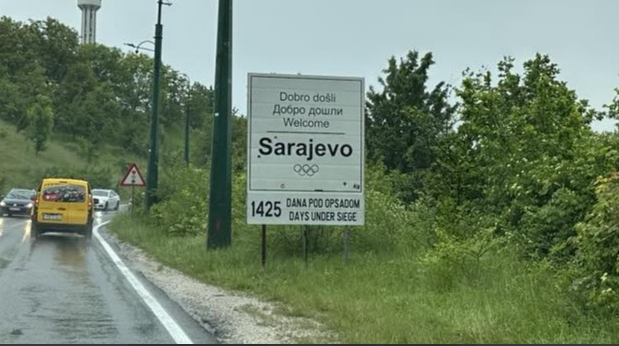 Dobro došli
Добро дошли
Welcome
Sarajevo
1425 DANA POD OPSADOM
DAYS UNDER SIEGE